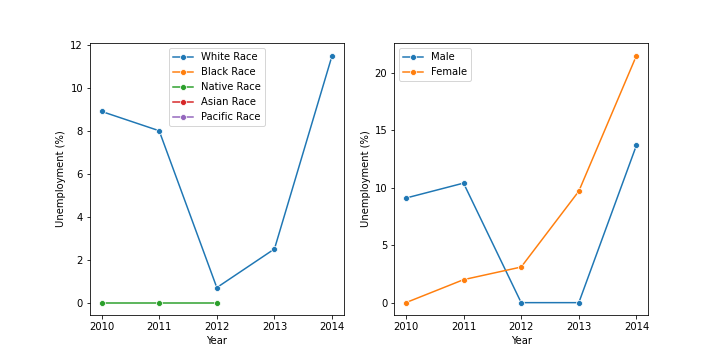 12
10
8
6
4
2
0
Unemployment (%)
2010 2011 2012 2013 2014
Year
White Race
Black Race
Native Race
Asian Race
Pacific Race
20
15
10
5
0
Unemployment (%)
2010 2011 2012 2013 2014
Year
Male
Female